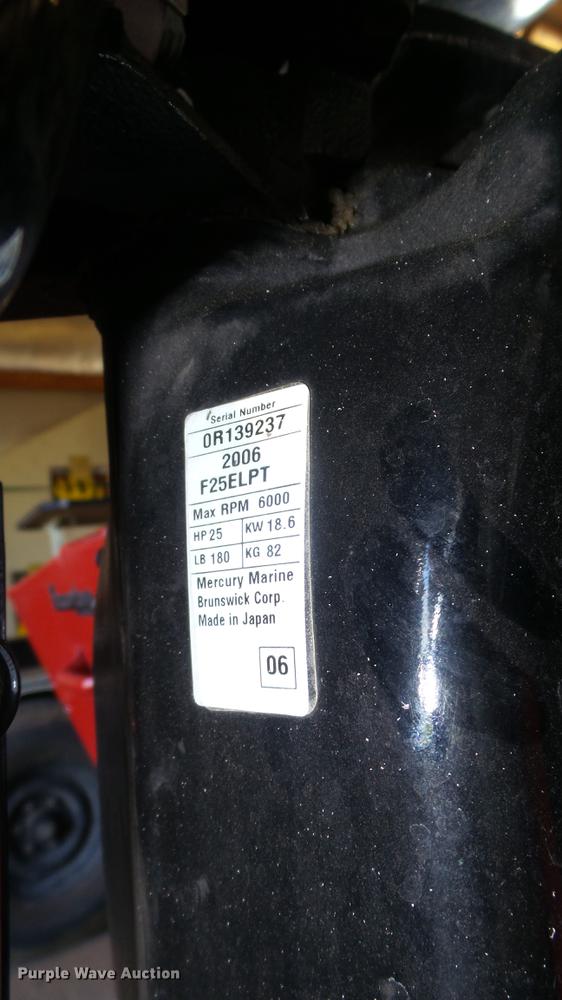 Serial Number
0R139237
2006
F25ELPT
Max RPM 6000
HP 25 KW 18.6
LB 180 KG 82
Mercury Marine
Brunswick Corp.
Made in Japan
06
Purple Wave Auction